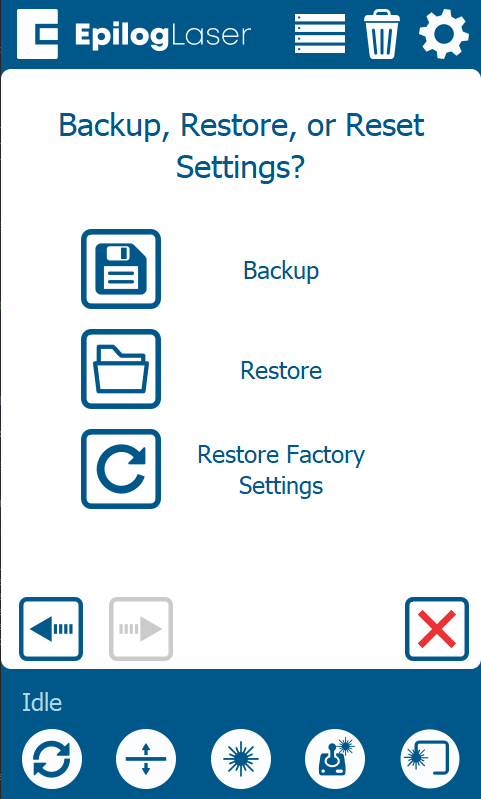 EpilogLaser
Backup, Restore, or Reset
Settings?
Backup
Restore
Restore Factory
Settings
Idle